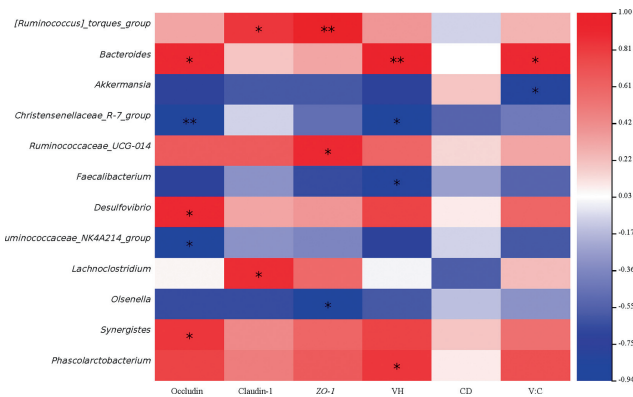 [Ruminococcus]_torques_group * **
Bacteroides * ** *
Akkermansia *
Christensenellaceae_R-7_group ** *
Ruminococcaceae_UCG-014 *
Faecalibacterium *
Desulfovibrio *
uminococcaceae_NK4A214_group *
Lachnoclostridium *
Olsenella *
Synergistes *
Phascolarctobacterium *
Occludin Claudin-1 ZO-1 VH CD V:C
1.00
0.81
0.61
0.42
0.22
0.03
-0.17
-0.36
-0.55
-0.75
-0.94